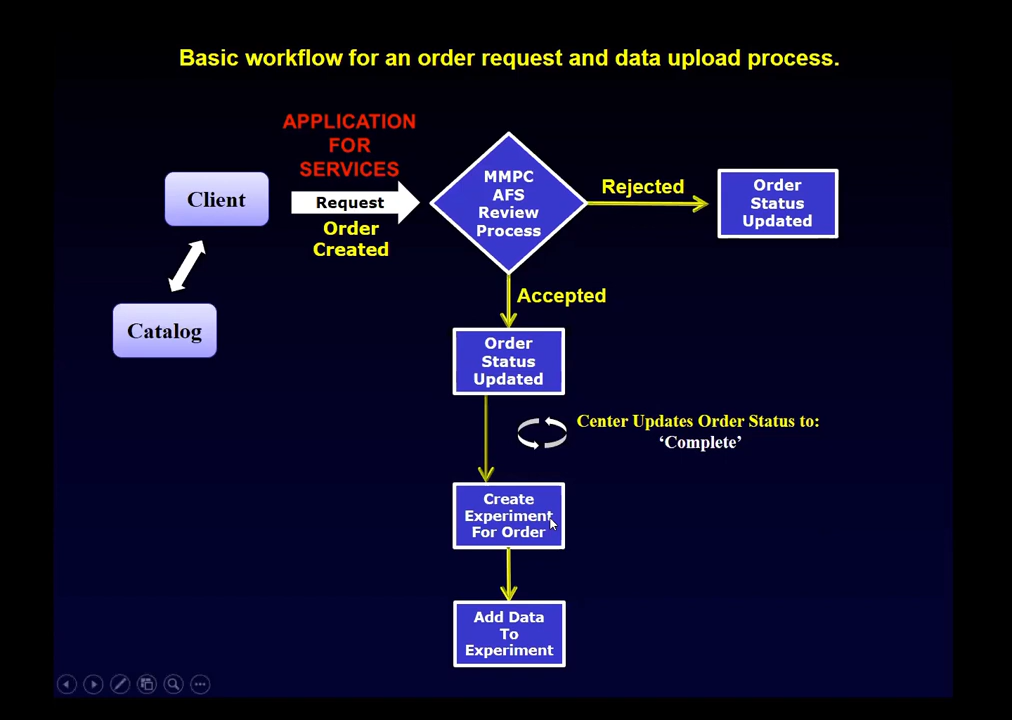 Basic workflow for an order request and data upload process.
APPLICATION
FOR
SERVICES
Client
Request
Order
Created
MMPC
AFS
Review
Process
Rejected
Order
Status
Updated
Catalog
Accepted
Order
Status
Updated
Center Updates Order Status to:
‘Complete’
Create
Experiment
For Order
Add Data
To
Experiment